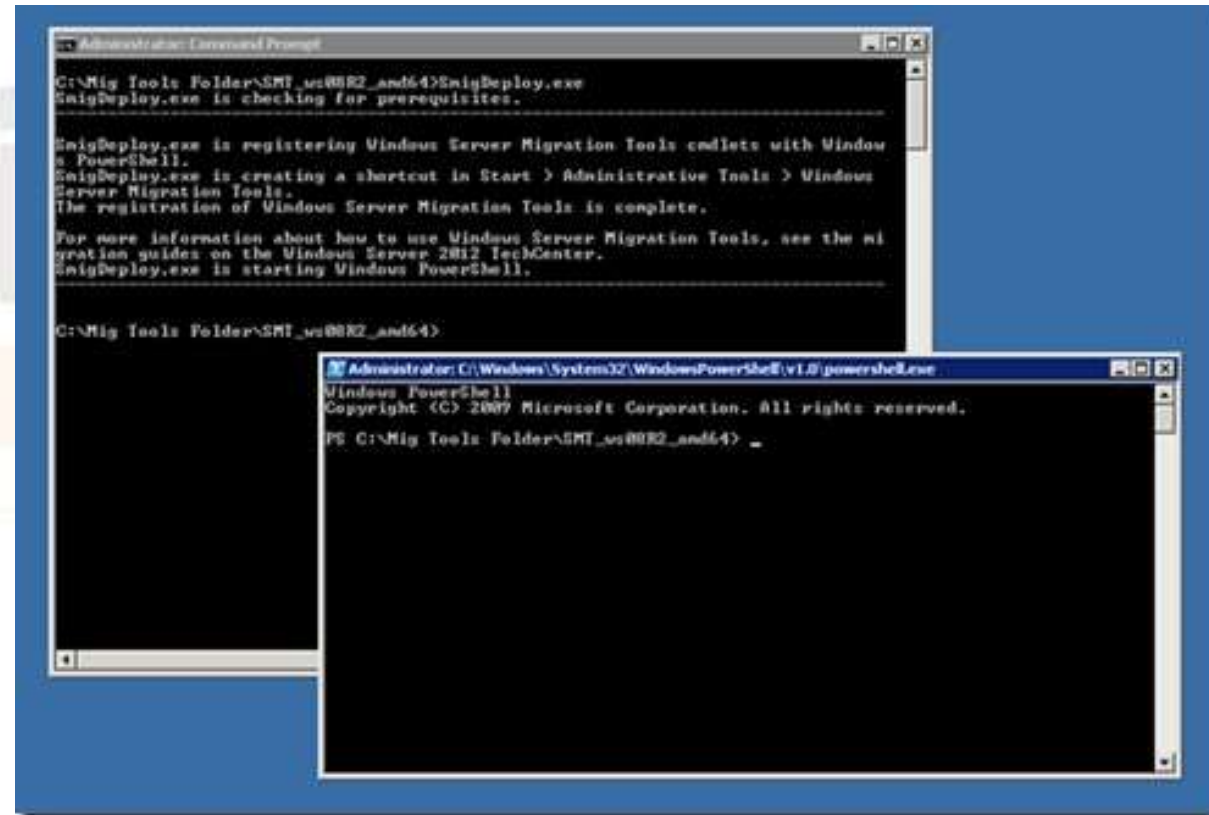 Administrator: Command Prompt
C:\Mig Tools Folder\SMT_ws08R2_amd64>SmigDeploy.exe
SmigDeploy.exe is checking for prerequisites.
SmigDeploy.exe is registering Windows Server Migration Tools cmdlets with Window
s PowerShell.
SmigDeploy.exe is creating a shortcut in Start > Administrative Tools > Windows
Server Migration Tools.
The registration of Windows Server Migration Tools is complete.
For more information about how to use Windows Server Migration Tools, see the mi
gration guides on the Windows Server 2012 TechCenter.
SmigDeploy.exe is starting Windows PowerShell.
C:\Mig Tools Folder\SMT_ws08R2_amd64>
Administrator: C:\Windows\System32\WindowsPowerShell\v1.0\powershell.exe
Windows PowerShell
Copyright (C) 2009 Microsoft Corporation. All rights reserved.
PS C:\Mig Tools Folder\SMT_ws08R2_amd64> _